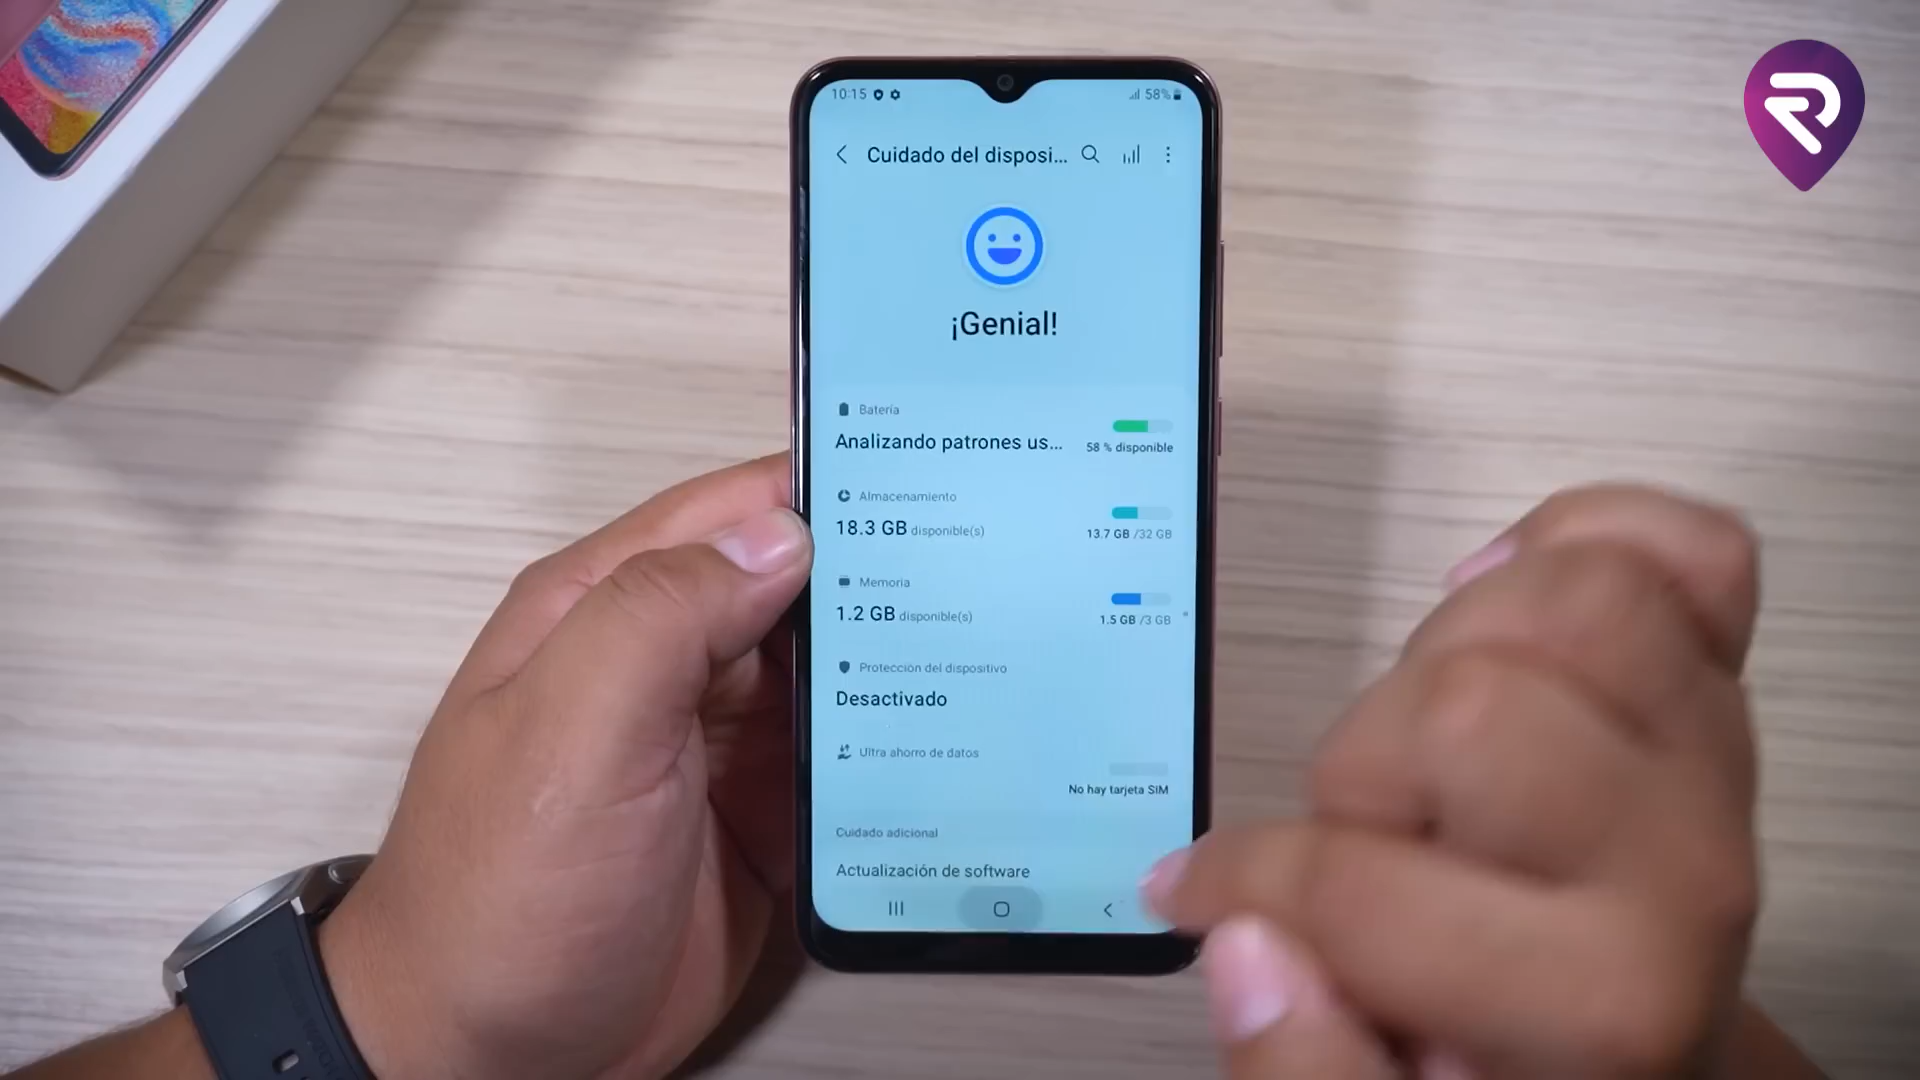 10:15
58%
Cuidado del disposi...
¡Genial!
Batería
Analizando patrones us...
58 % disponible
Almacenamiento
18.3 GB disponible(s)
13.7 GB /32 GB
Memoria
1.2 GB disponible(s)
1.5 GB /3 GB
Protección del dispositivo
Desactivado
Ultra ahorro de datos
No hay tarjeta SIM
Cuidado adicional
Actualización de software